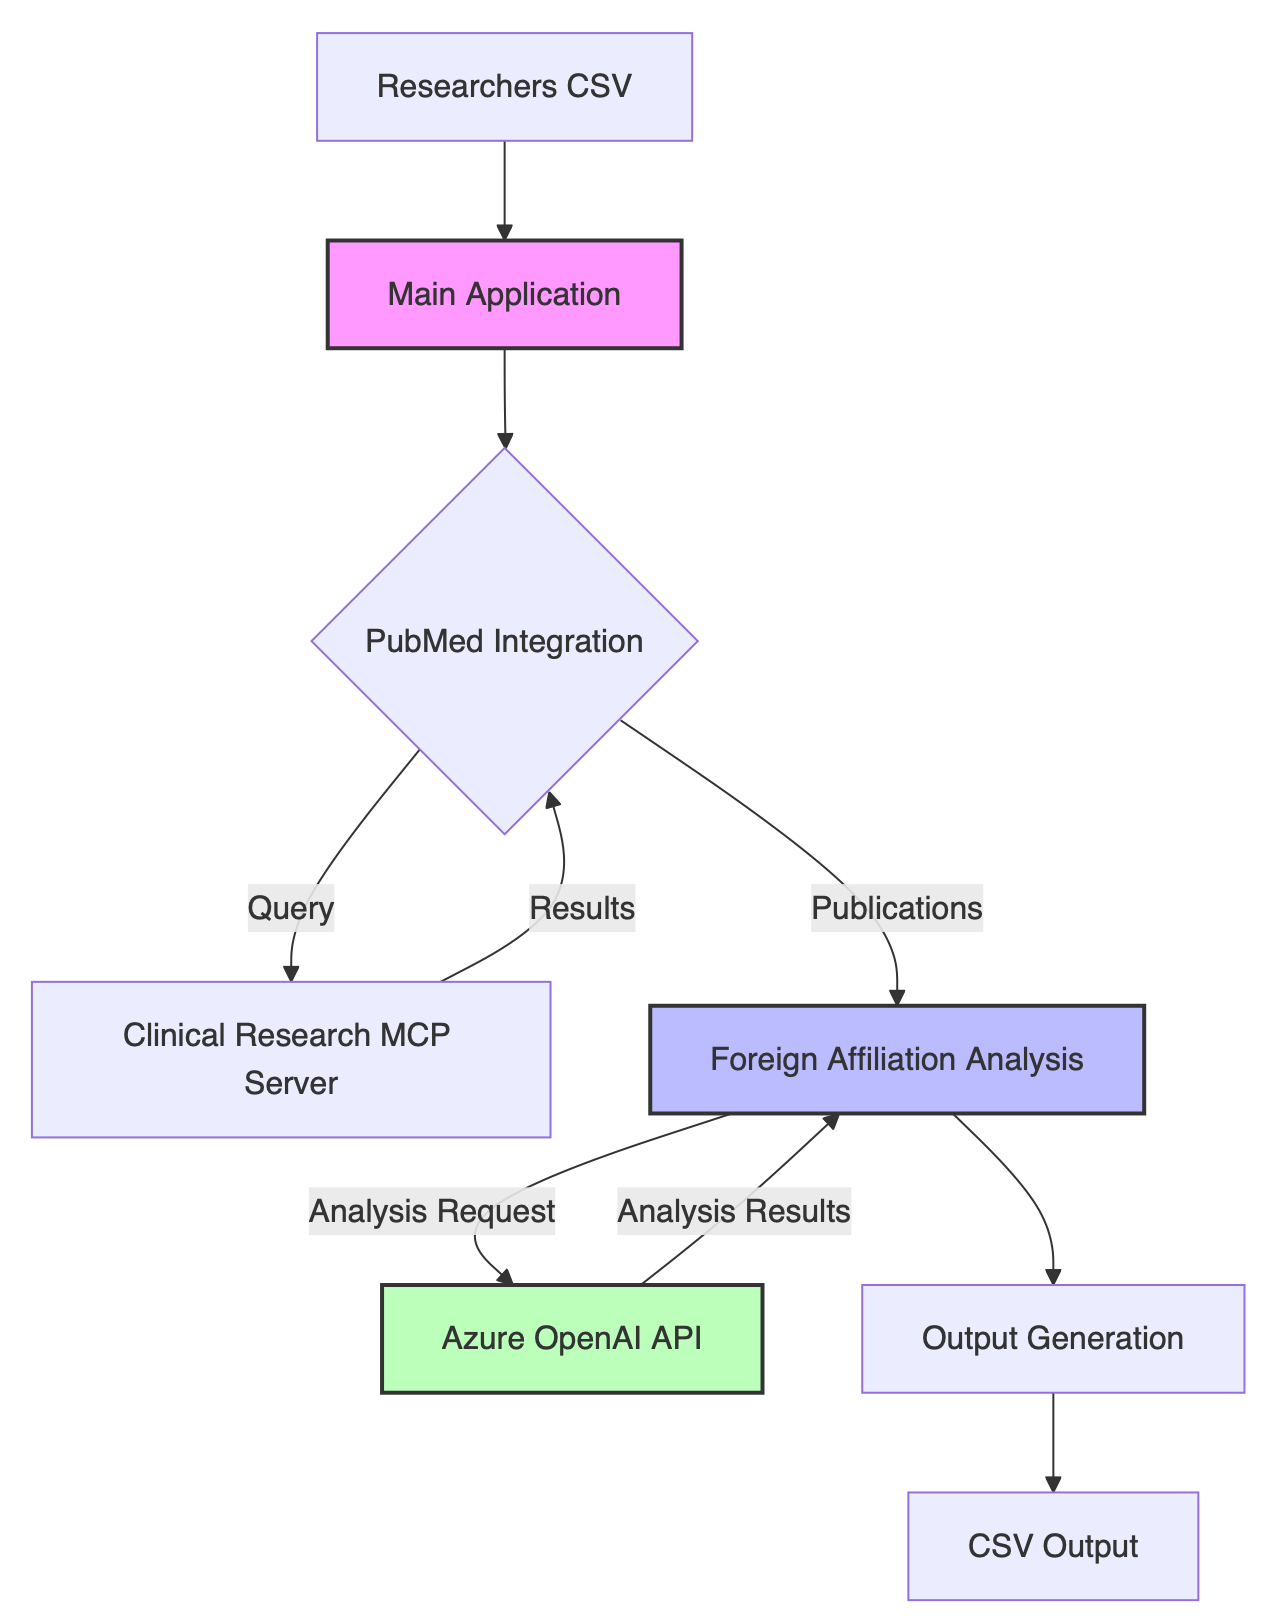 Researchers CSV
Main Application
PubMed Integration
Query
Results
Publications
Clinical Research MCP
Server
Foreign Affiliation Analysis
Analysis Request
Analysis Results
Azure OpenAI API
Output Generation
CSV Output